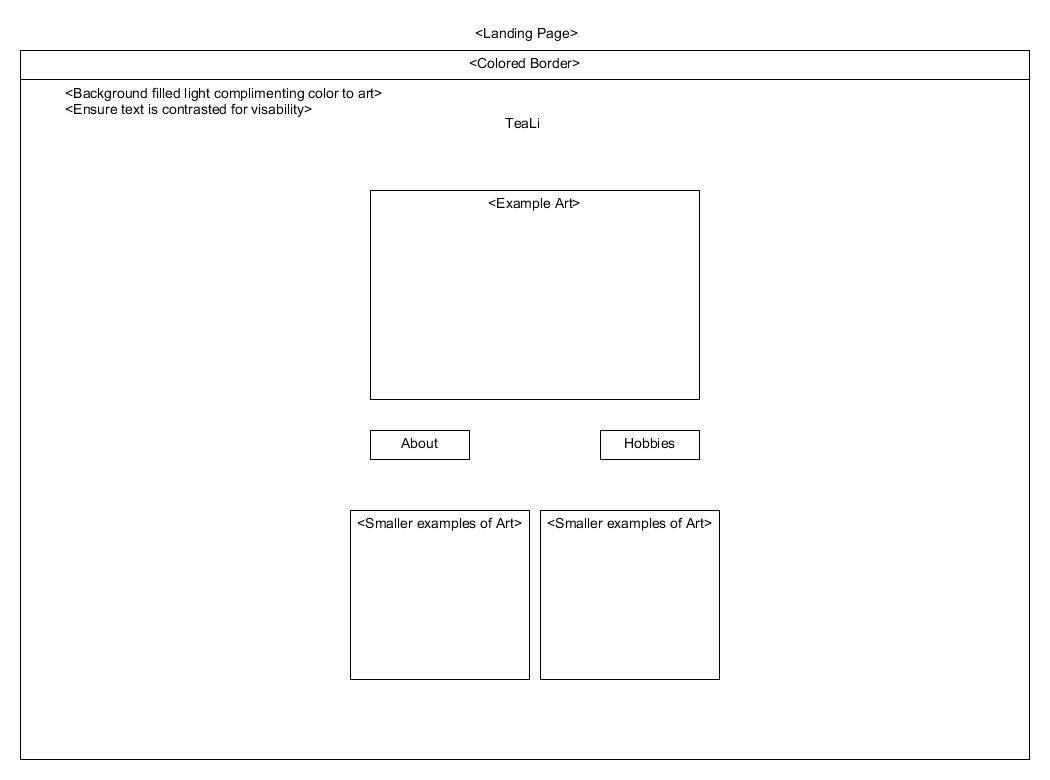 <Landing Page>
<Colored Border>
<Background filled light complimenting color to art>
<Ensure text is contrasted for visability>
TeaLi
<Example Art>
About
Hobbies
<Smaller examples of Art>
<Smaller examples of Art>